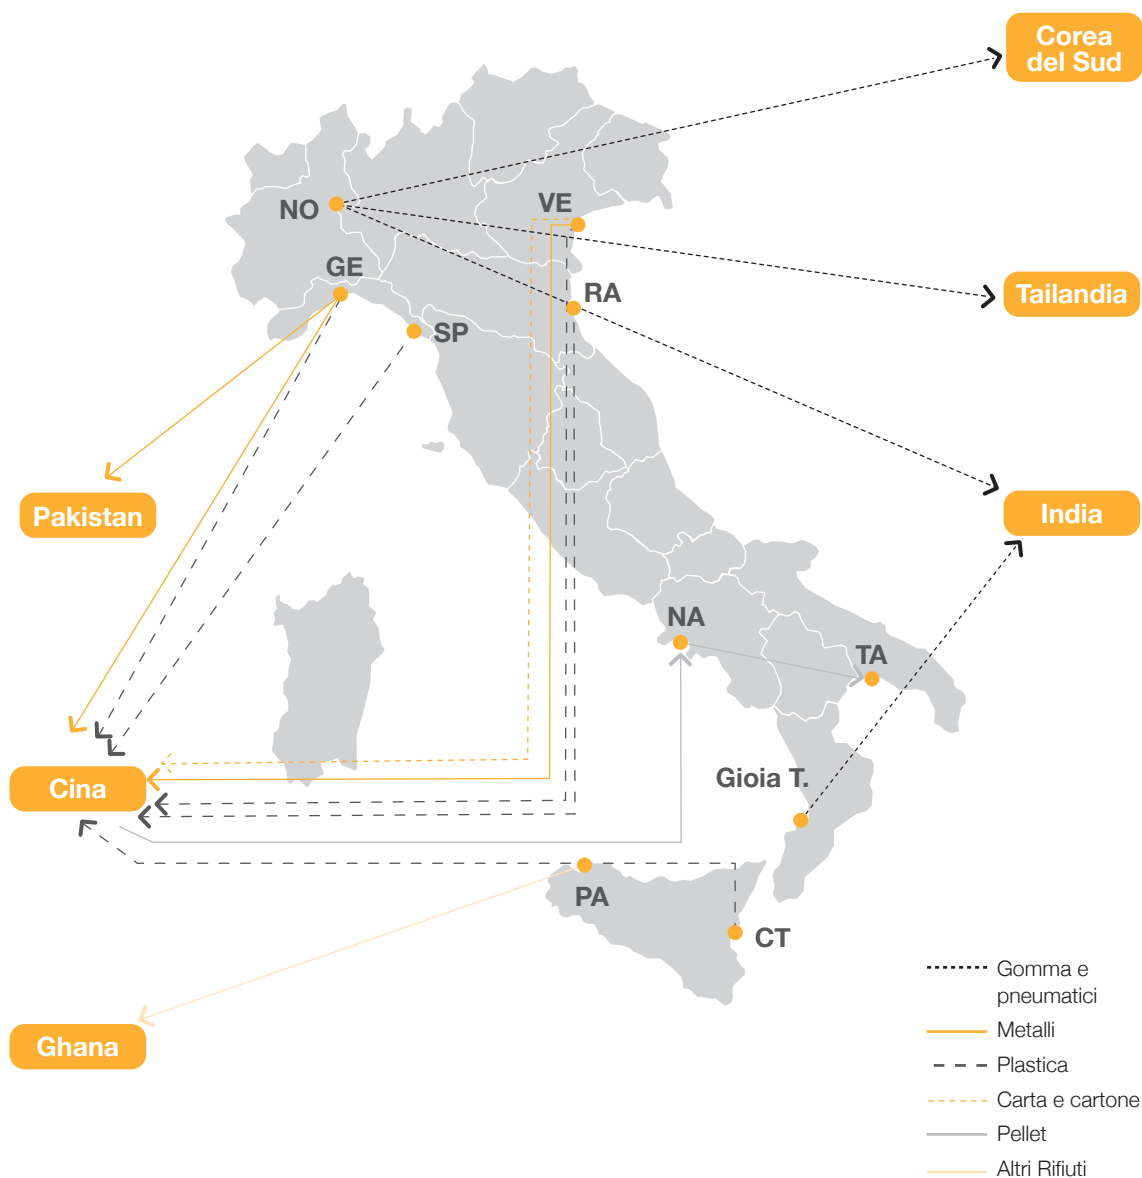 Corea
del Sud
NO
VE
GE
RA
Tailandia
SP
Pakistan
India
NA
TA
Gioia T.
Cina
PA
CT
Ghana
Gomma e
pneumatici
Metalli
Plastica
Carta e cartone
Pellet
Altri Rifiuti